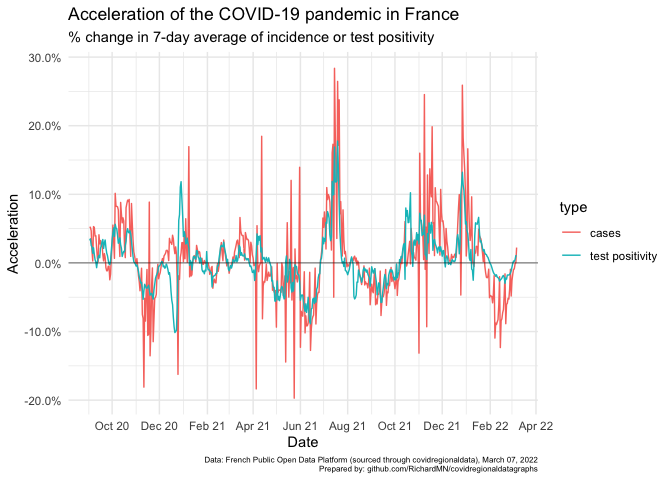 Acceleration of the COVID-19 pandemic in France
% change in 7-day average of incidence or test positivity
30.0%
20.0%
10.0%
0.0%
-10.0%
-20.0%
Acceleration
Oct 20 Dec 20 Feb 21 Apr 21 Jun 21 Aug 21 Oct 21 Dec 21 Feb 22 Apr 22
Date
type
cases
test positivity
Data: French Public Open Data Platform (sourced through covidregionaldata), March 07, 2022
Prepared by: github.com/RichardMN/covidregionaldatagraphs